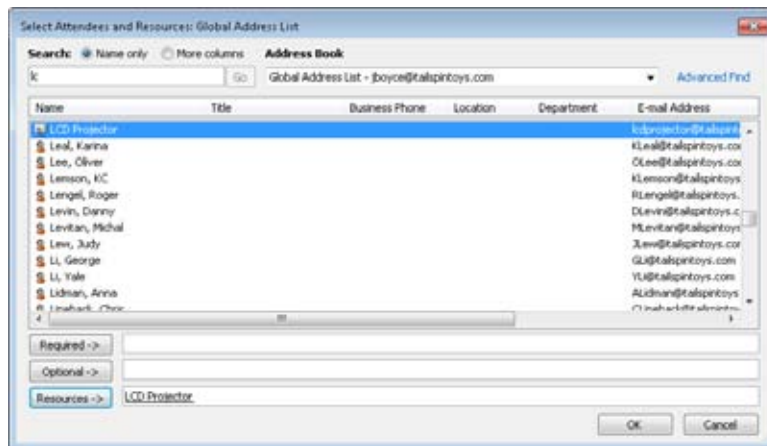 Select Attendees and Resources: Global Address List
Search: Name only More columns Address Book
Go Global Address List - jboyce@tailspintoys.com Advanced Find
Name Title Business Phone Location Department E-mail Address
LCD Projector lcdprojector@tailspint
Leal, Karina KLeal@tailspintoys.co
Lee, Oliver OLee@tailspintoys.co
Lemson, KC KLemson@tailspintoys
Lengel, Roger RLengel@tailspintoys.
Levin, Danny DLevin@tailspintoys.c
Levitan, Michal MLevitan@tailspintoys
Lew, Judy JLew@tailspintoys.co
Li, George GLi@tailspintoys.com
Li, Yale YLi@tailspintoys.com
Lidman, Anna ALidman@tailspintoys
Required ->
Optional ->
Resources -> LCD Projector
OK Cancel